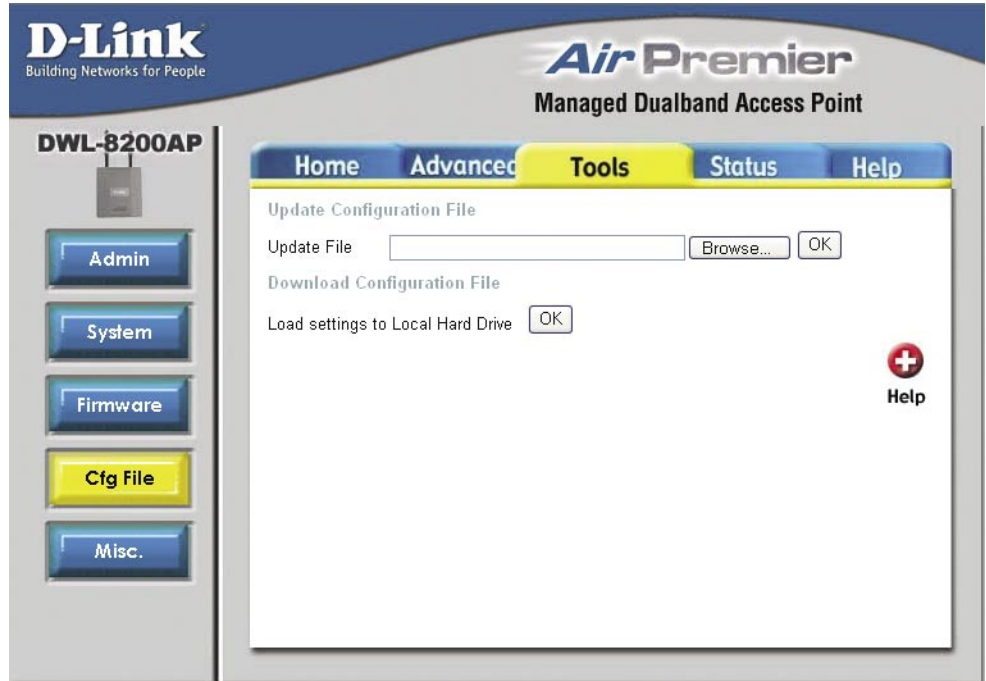 D-Link
Building Networks for People
Air Premier
Managed Dualband Access Point
DWL-8200AP
Home Advanced Tools Status Help
Admin
System
Firmware
Cfg File
Misc.
Update Configuration File
Update File Browse... OK
Download Configuration File
Load settings to Local Hard Drive OK
Help